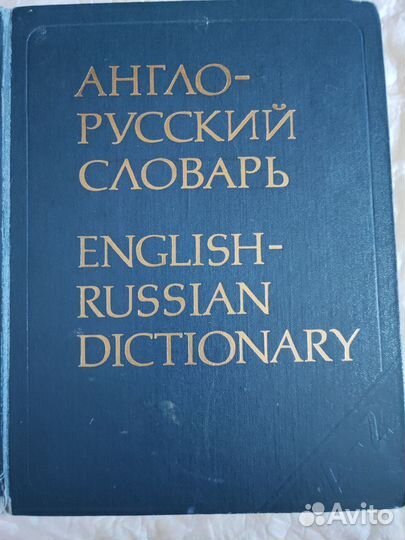 АНГЛО-
РУССКИЙ
СЛОВАРЬ
ENGLISH-
RUSSIAN
DICTIONARY
Avito